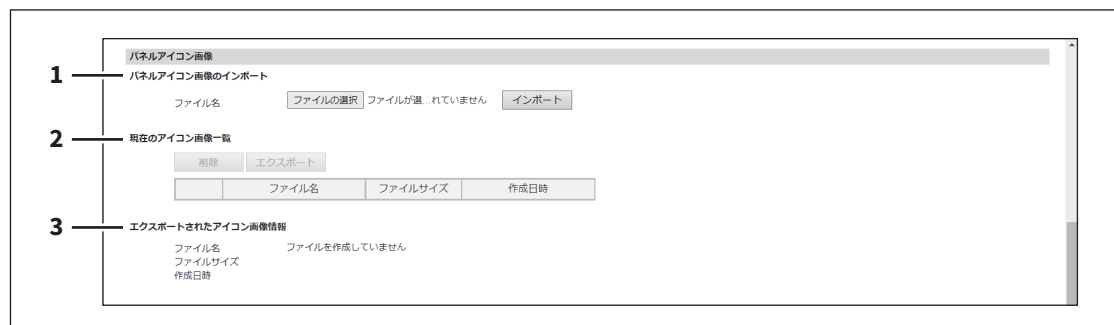 パネルアイコン画像
1 パネルアイコン画像のインポート
ファイル名 ファイルの選択 ファイルが選...れていません インポート
2 現在のアイコン画像一覧
削除 エクスポート
ファイル名 ファイルサイズ 作成日時
3 エクスポートされたアイコン画像情報
ファイル名 ファイルを作成していません
ファイルサイズ
作成日時